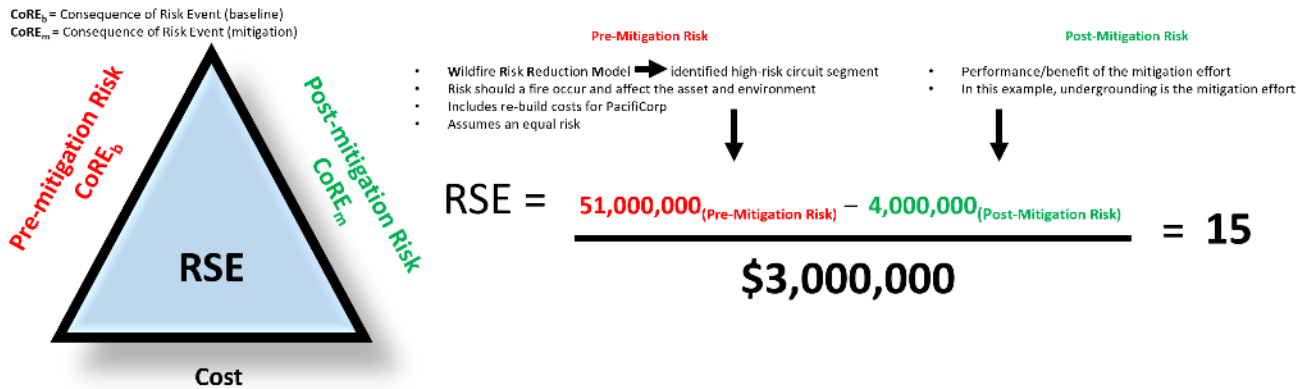 CoRE_b = Consequence of Risk Event (baseline)
CoRE_m = Consequence of Risk Event (mitigation)
Pre-mitigation Risk
CoRE_b
Post-mitigation Risk
CoRE_m
RSE
Cost
Pre-Mitigation Risk
• Wildfire Risk Reduction Model identified high-risk circuit segment
• Risk should a fire occur and affect the asset and environment
• Includes re-build costs for PacifiCorp
• Assumes an equal risk
Post-Mitigation Risk
• Performance/benefit of the mitigation effort
• In this example, undergrounding is the mitigation effort
RSE = 51,000,000(Pre-Mitigation Risk) – 4,000,000(Post-Mitigation Risk) = 15
$3,000,000